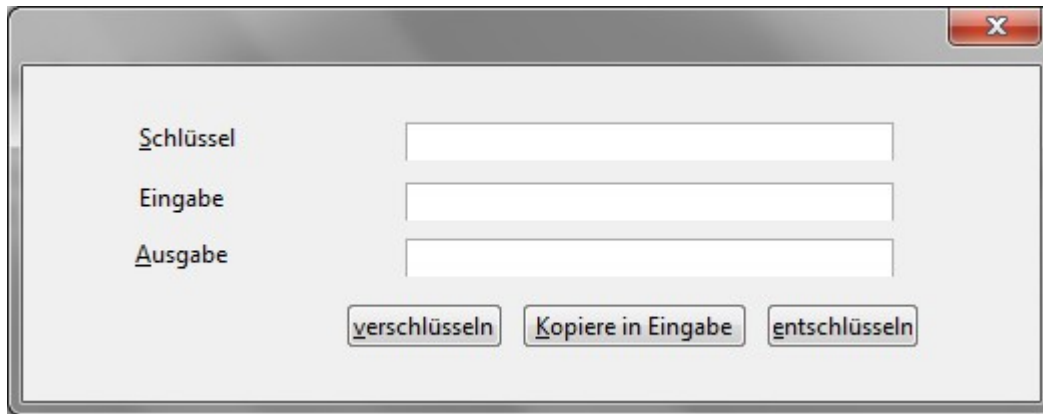 Schlüssel
Eingabe
Ausgabe
verschlüsseln Kopiere in Eingabe entschlüsseln